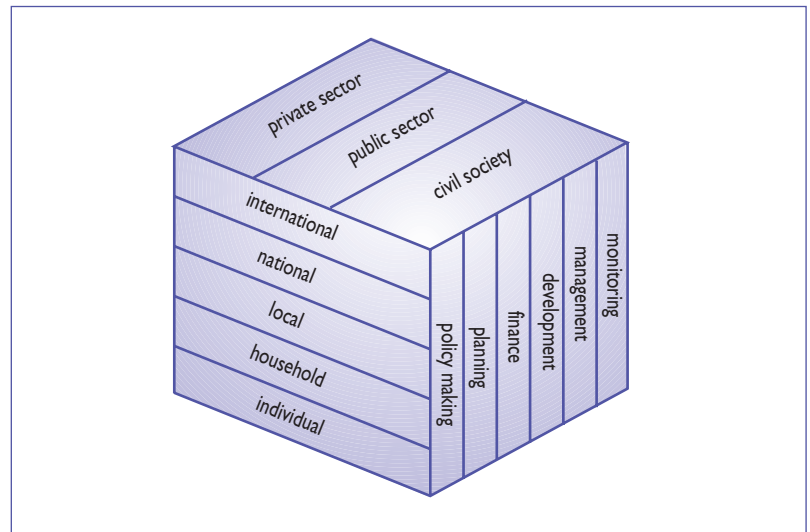 private sector
public sector
civil society
international
national
local
household
individual
policy making
planning
finance
development
management
monitoring